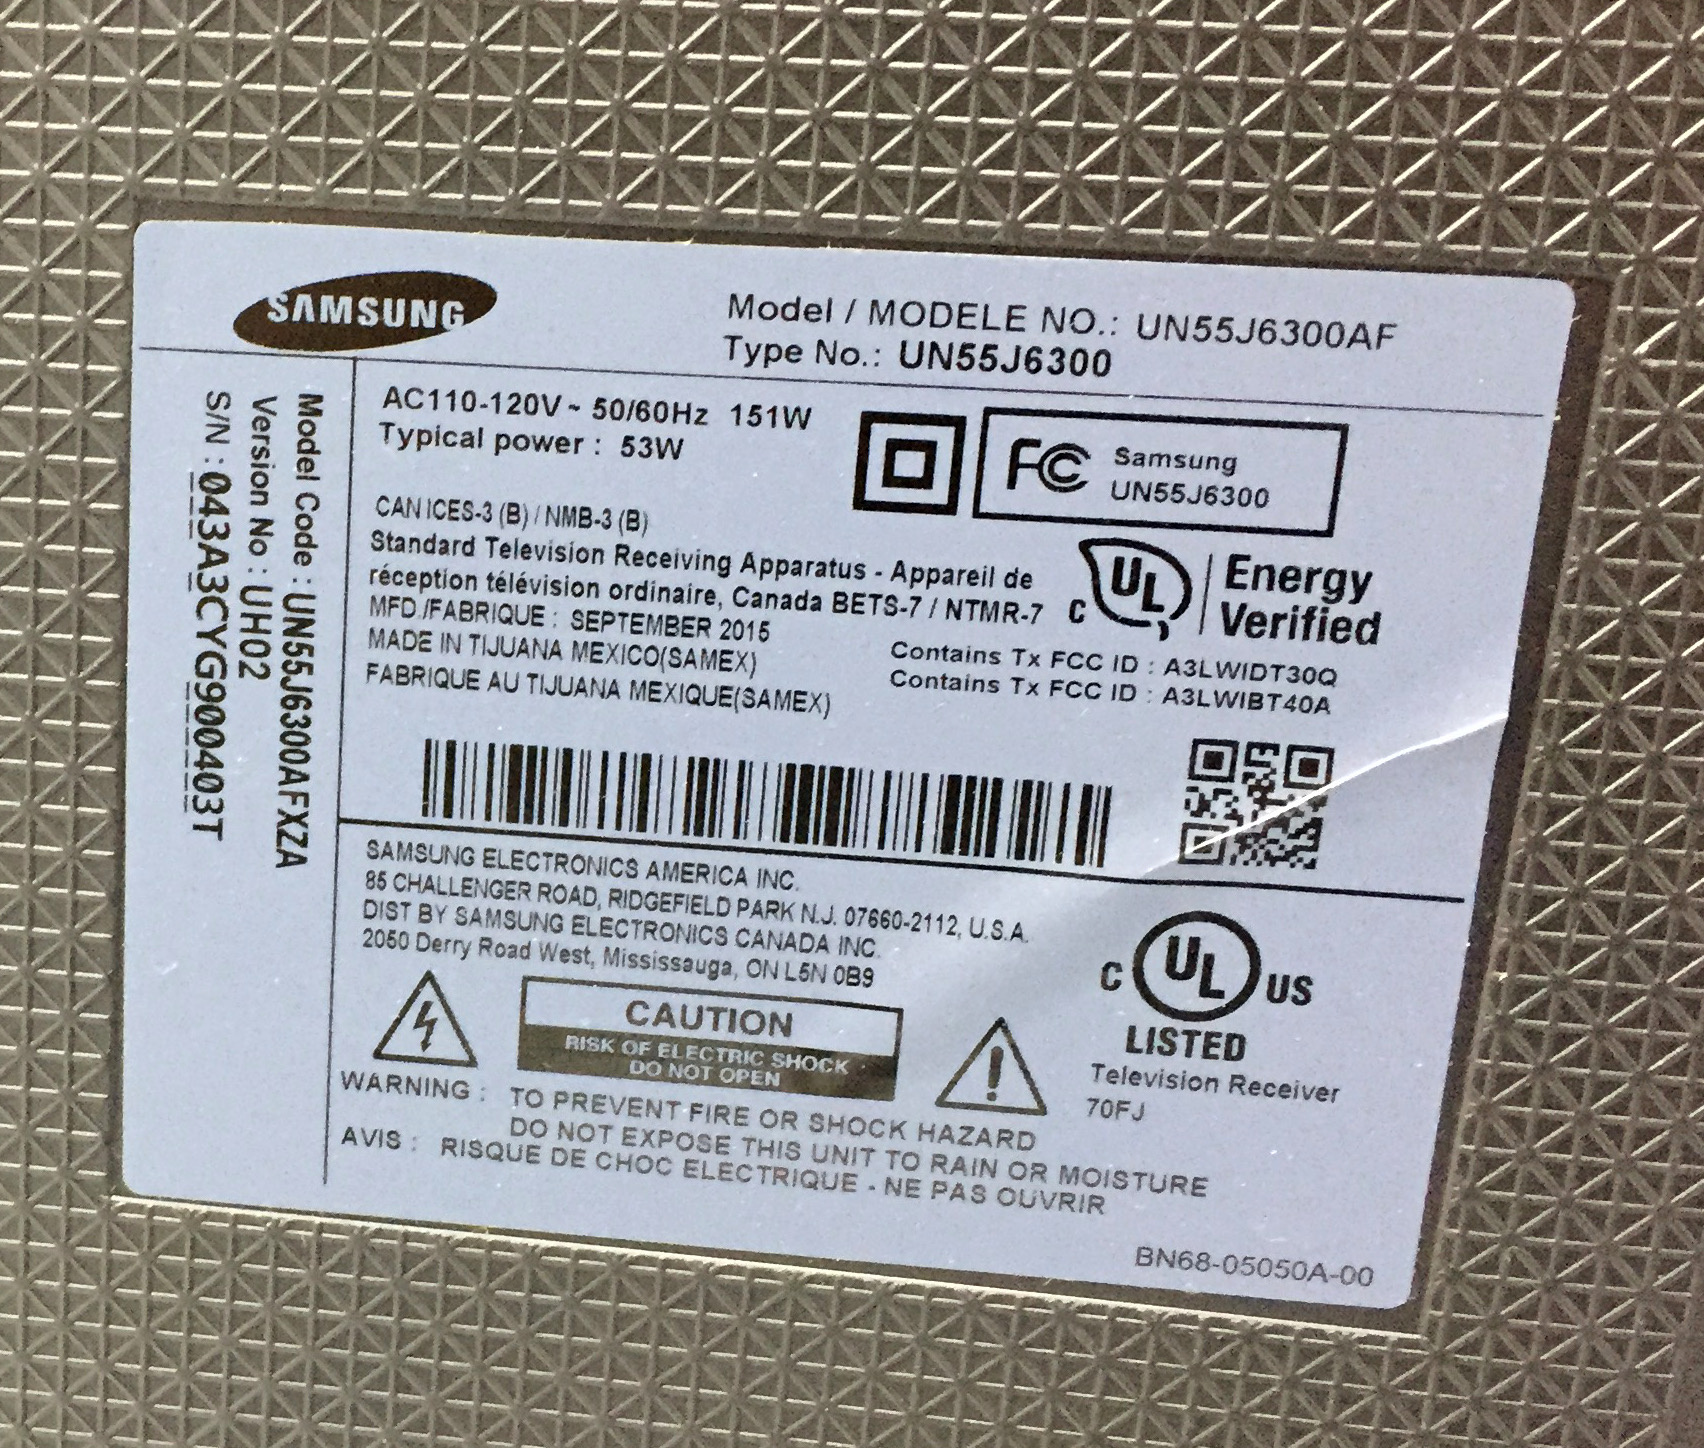 SAMSUNG
Model / MODELE NO.: UN55J6300AF
Type No.: UN55J6300
Model Code : UN55J6300AFXZA
Version No : UH02
S/N : 043A3CYG900403T
AC110-120V ~ 50/60Hz 151W
Typical power : 53W
FC Samsung
UN55J6300
CAN ICES-3 (B) / NMB-3 (B)
Standard Television Receiving Apparatus - Appareil de
réception télévision ordinaire, Canada BETS-7 / NTMR-7
MFD./FABRIQUE : SEPTEMBER 2015
MADE IN TIJUANA MEXICO(SAMEX)
FABRIQUE AU TIJUANA MEXIQUE(SAMEX)
C UL Energy
Verified
Contains Tx FCC ID : A3LWIDT30Q
Contains Tx FCC ID : A3LWIBT40A
SAMSUNG ELECTRONICS AMERICA INC.
85 CHALLENGER ROAD, RIDGEFIELD PARK N.J. 07660-2112, U.S.A.
DIST BY SAMSUNG ELECTRONICS CANADA INC.
2050 Derry Road West, Mississauga, ON L5N 0B9
CAUTION
RISK OF ELECTRIC SHOCK
DO NOT OPEN
C UL US
LISTED
Television Receiver
70FJ
WARNING : TO PREVENT FIRE OR SHOCK HAZARD
DO NOT EXPOSE THIS UNIT TO RAIN OR MOISTURE
AVIS : RISQUE DE CHOC ELECTRIQUE - NE PAS OUVRIR
BN68-05050A-00